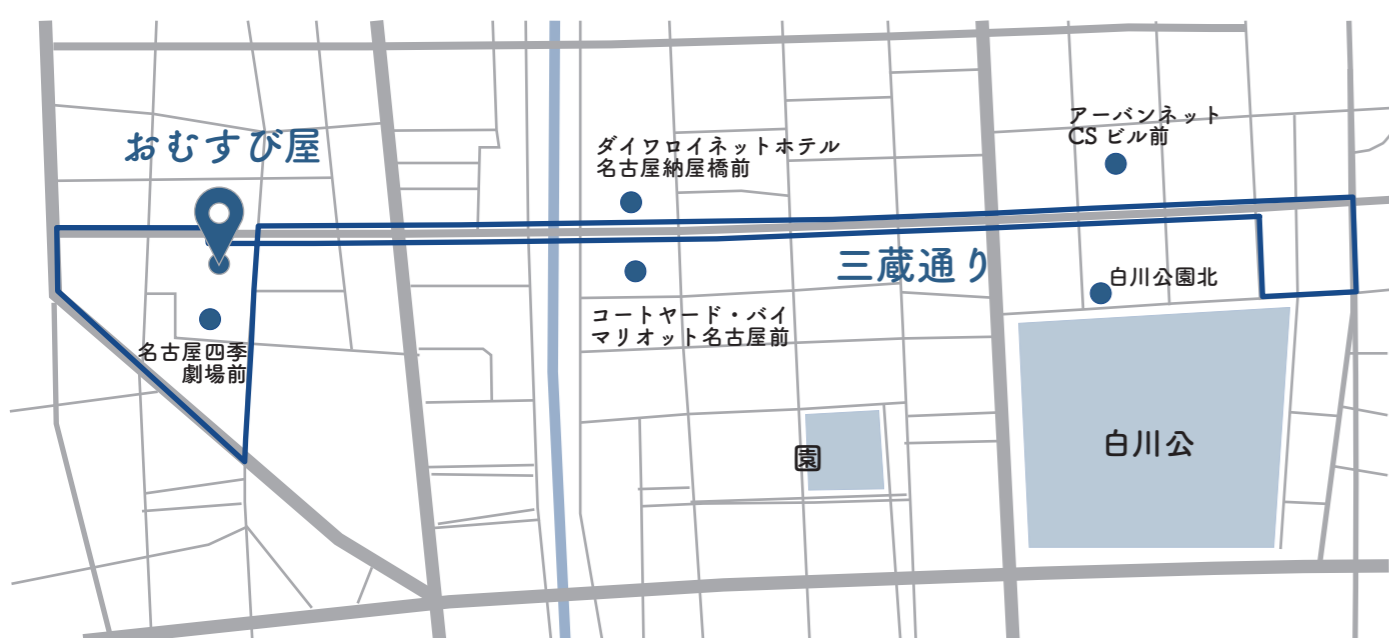 おむすび屋
名古屋四季
劇場前
ダイワロイネットホテル
名古屋納屋橋前
コートヤード・バイ
マリオット名古屋前
三蔵通り
アーバンネット
CS ビル前
白川公園北
白川公
園